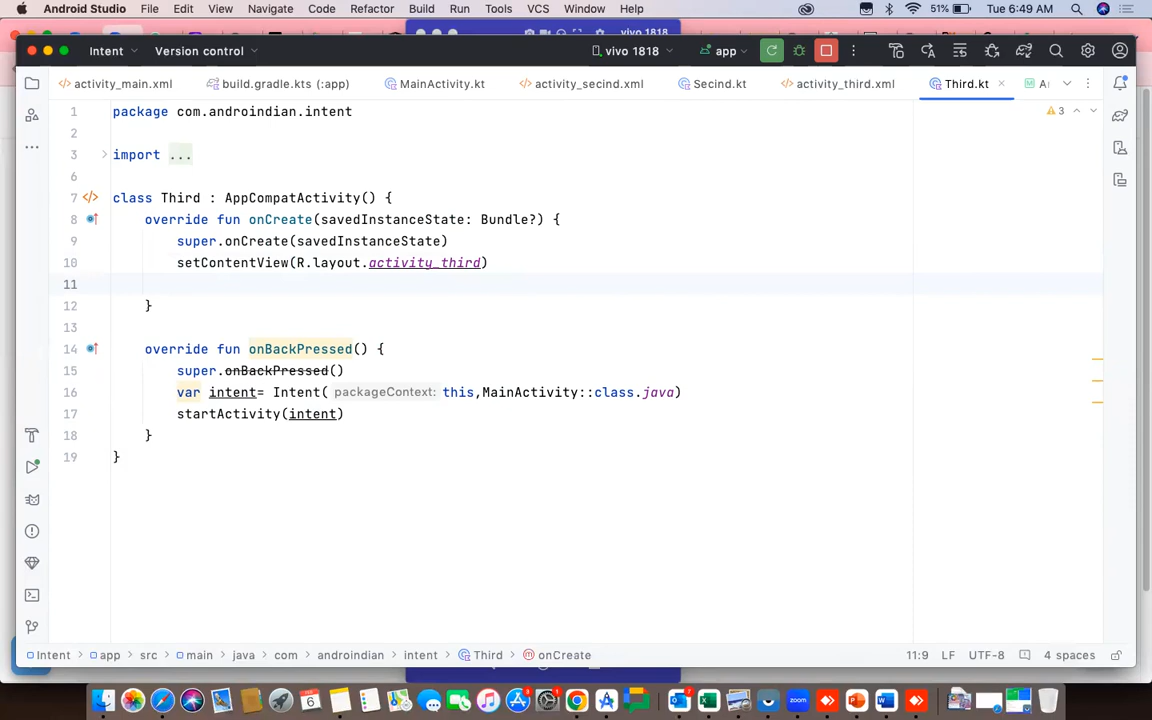 Android Studio File Edit View Navigate Code Refactor Build Run Tools VCS Window Help 51% Tue 6:49 AM
vivo 1818
Intent Version control vivo 1818 app
activity_main.xml build.gradle.kts (:app) MainActivity.kt activity_secind.xml Secind.kt activity_third.xml Third.kt
1 package com.androindian.intent 3
2
3 import ...
6
7 class Third : AppCompatActivity() {
8 override fun onCreate(savedInstanceState: Bundle?) {
9 super.onCreate(savedInstanceState)
10 setContentView(R.layout.activity_third)
11
12 }
13
14 override fun onBackPressed() {
15 super.onBackPressed()
16 var intent= Intent( packageContext: this,MainActivity::class.java)
17 startActivity(intent)
18 }
19 }
Intent app src main java com androindian intent Third onCreate 11:9 LF UTF-8 4 spaces